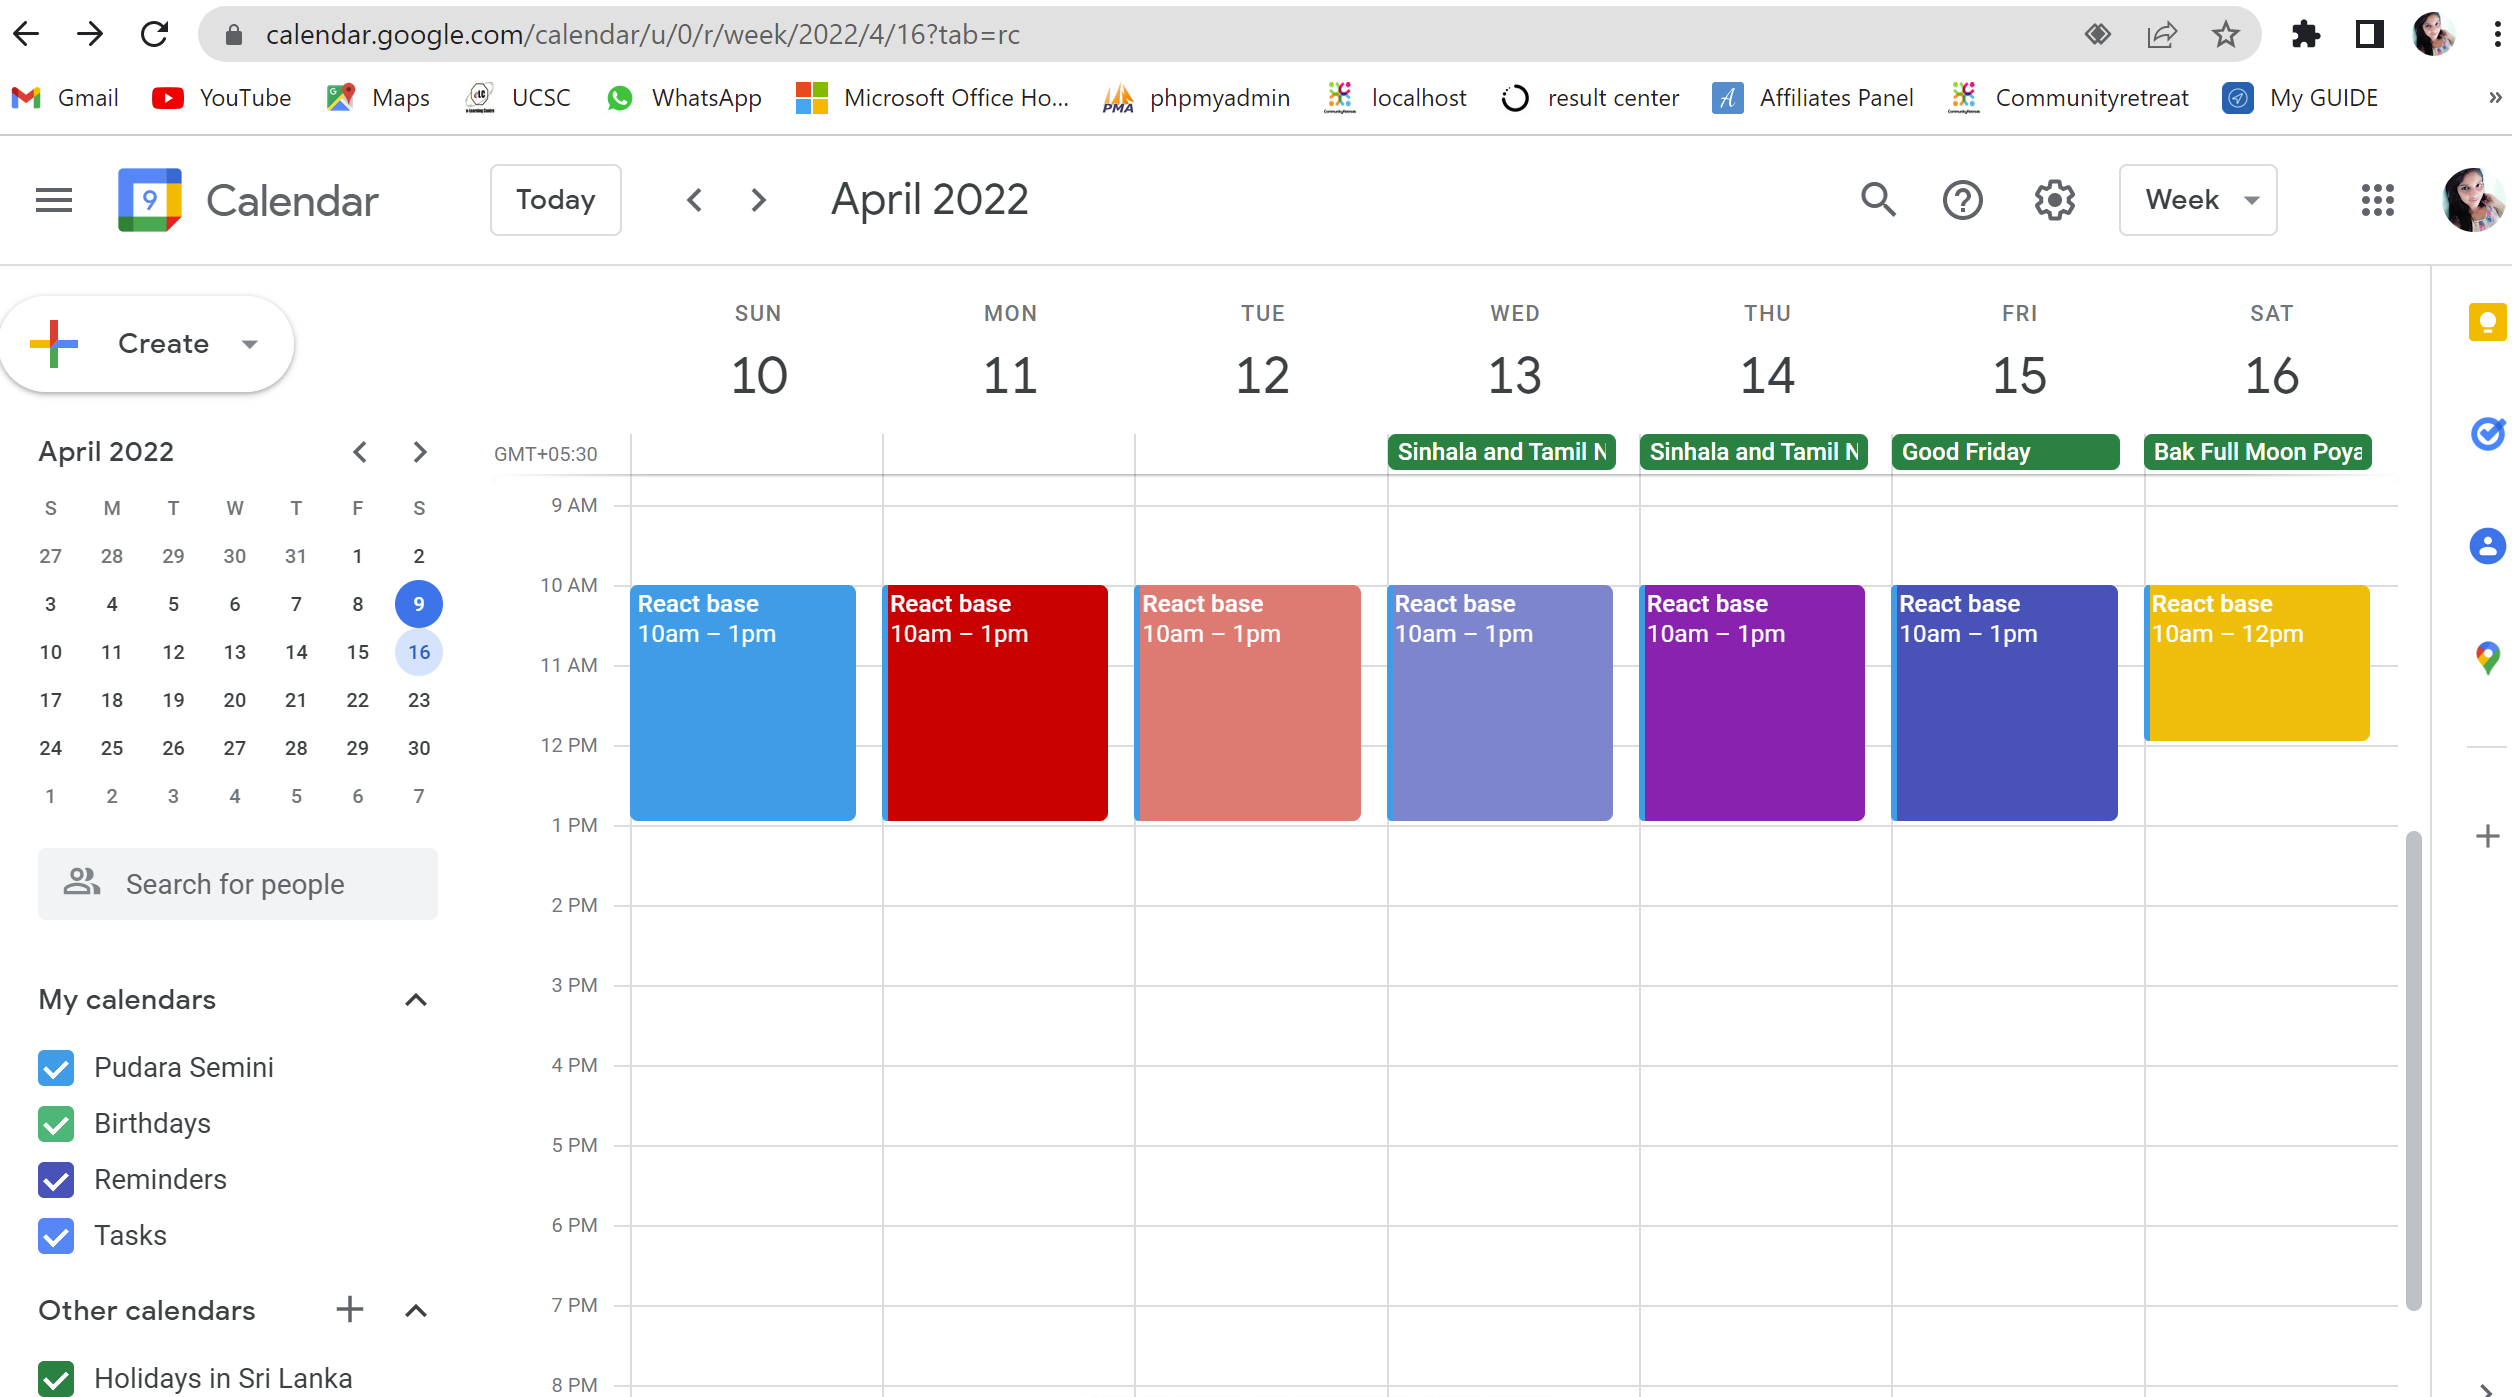 calendar.google.com/calendar/u/0/r/week/2022/4/16?tab=rc
Gmail YouTube Maps UCSC WhatsApp Microsoft Office Ho... phpmyadmin localhost result center Affiliates Panel Communityretreat My GUIDE »
9 Calendar Today April 2022 Week
Create
SUN MON TUE WED THU FRI SAT
10 11 12 13 14 15 16
GMT+05:30 Sinhala and Tamil N Sinhala and Tamil N Good Friday Bak Full Moon Poya
April 2022
S M T W T F S
27 28 29 30 31 1 2
3 4 5 6 7 8 9
10 11 12 13 14 15 16
17 18 19 20 21 22 23
24 25 26 27 28 29 30
1 2 3 4 5 6 7
Search for people
My calendars
Pudara Semini
Birthdays
Reminders
Tasks
Other calendars
Holidays in Sri Lanka
9 AM
10 AM
React base React base React base React base React base React base React base
10am – 1pm 10am – 1pm 10am – 1pm 10am – 1pm 10am – 1pm 10am – 1pm 10am – 12pm
11 AM
12 PM
1 PM
2 PM
3 PM
4 PM
5 PM
6 PM
7 PM
8 PM